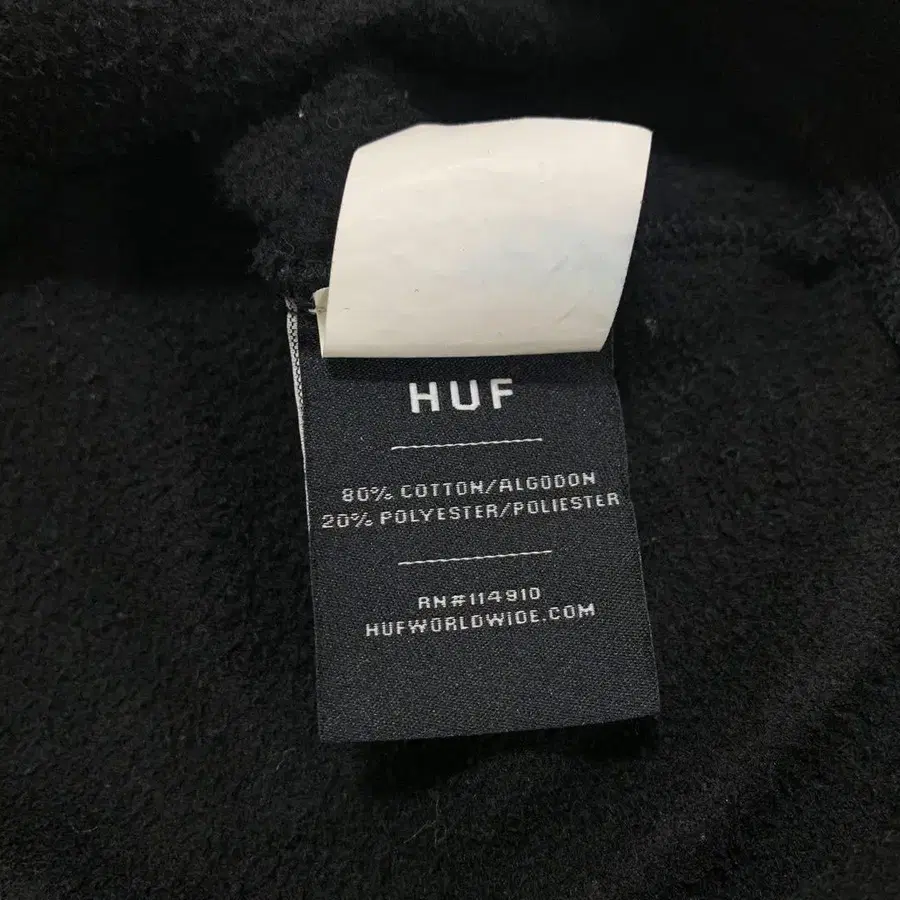 HUF
80% COTTON/ALGODON
20% POLYESTER/POLIESTER
RN#114910
HUFWORLDWIDE.COM